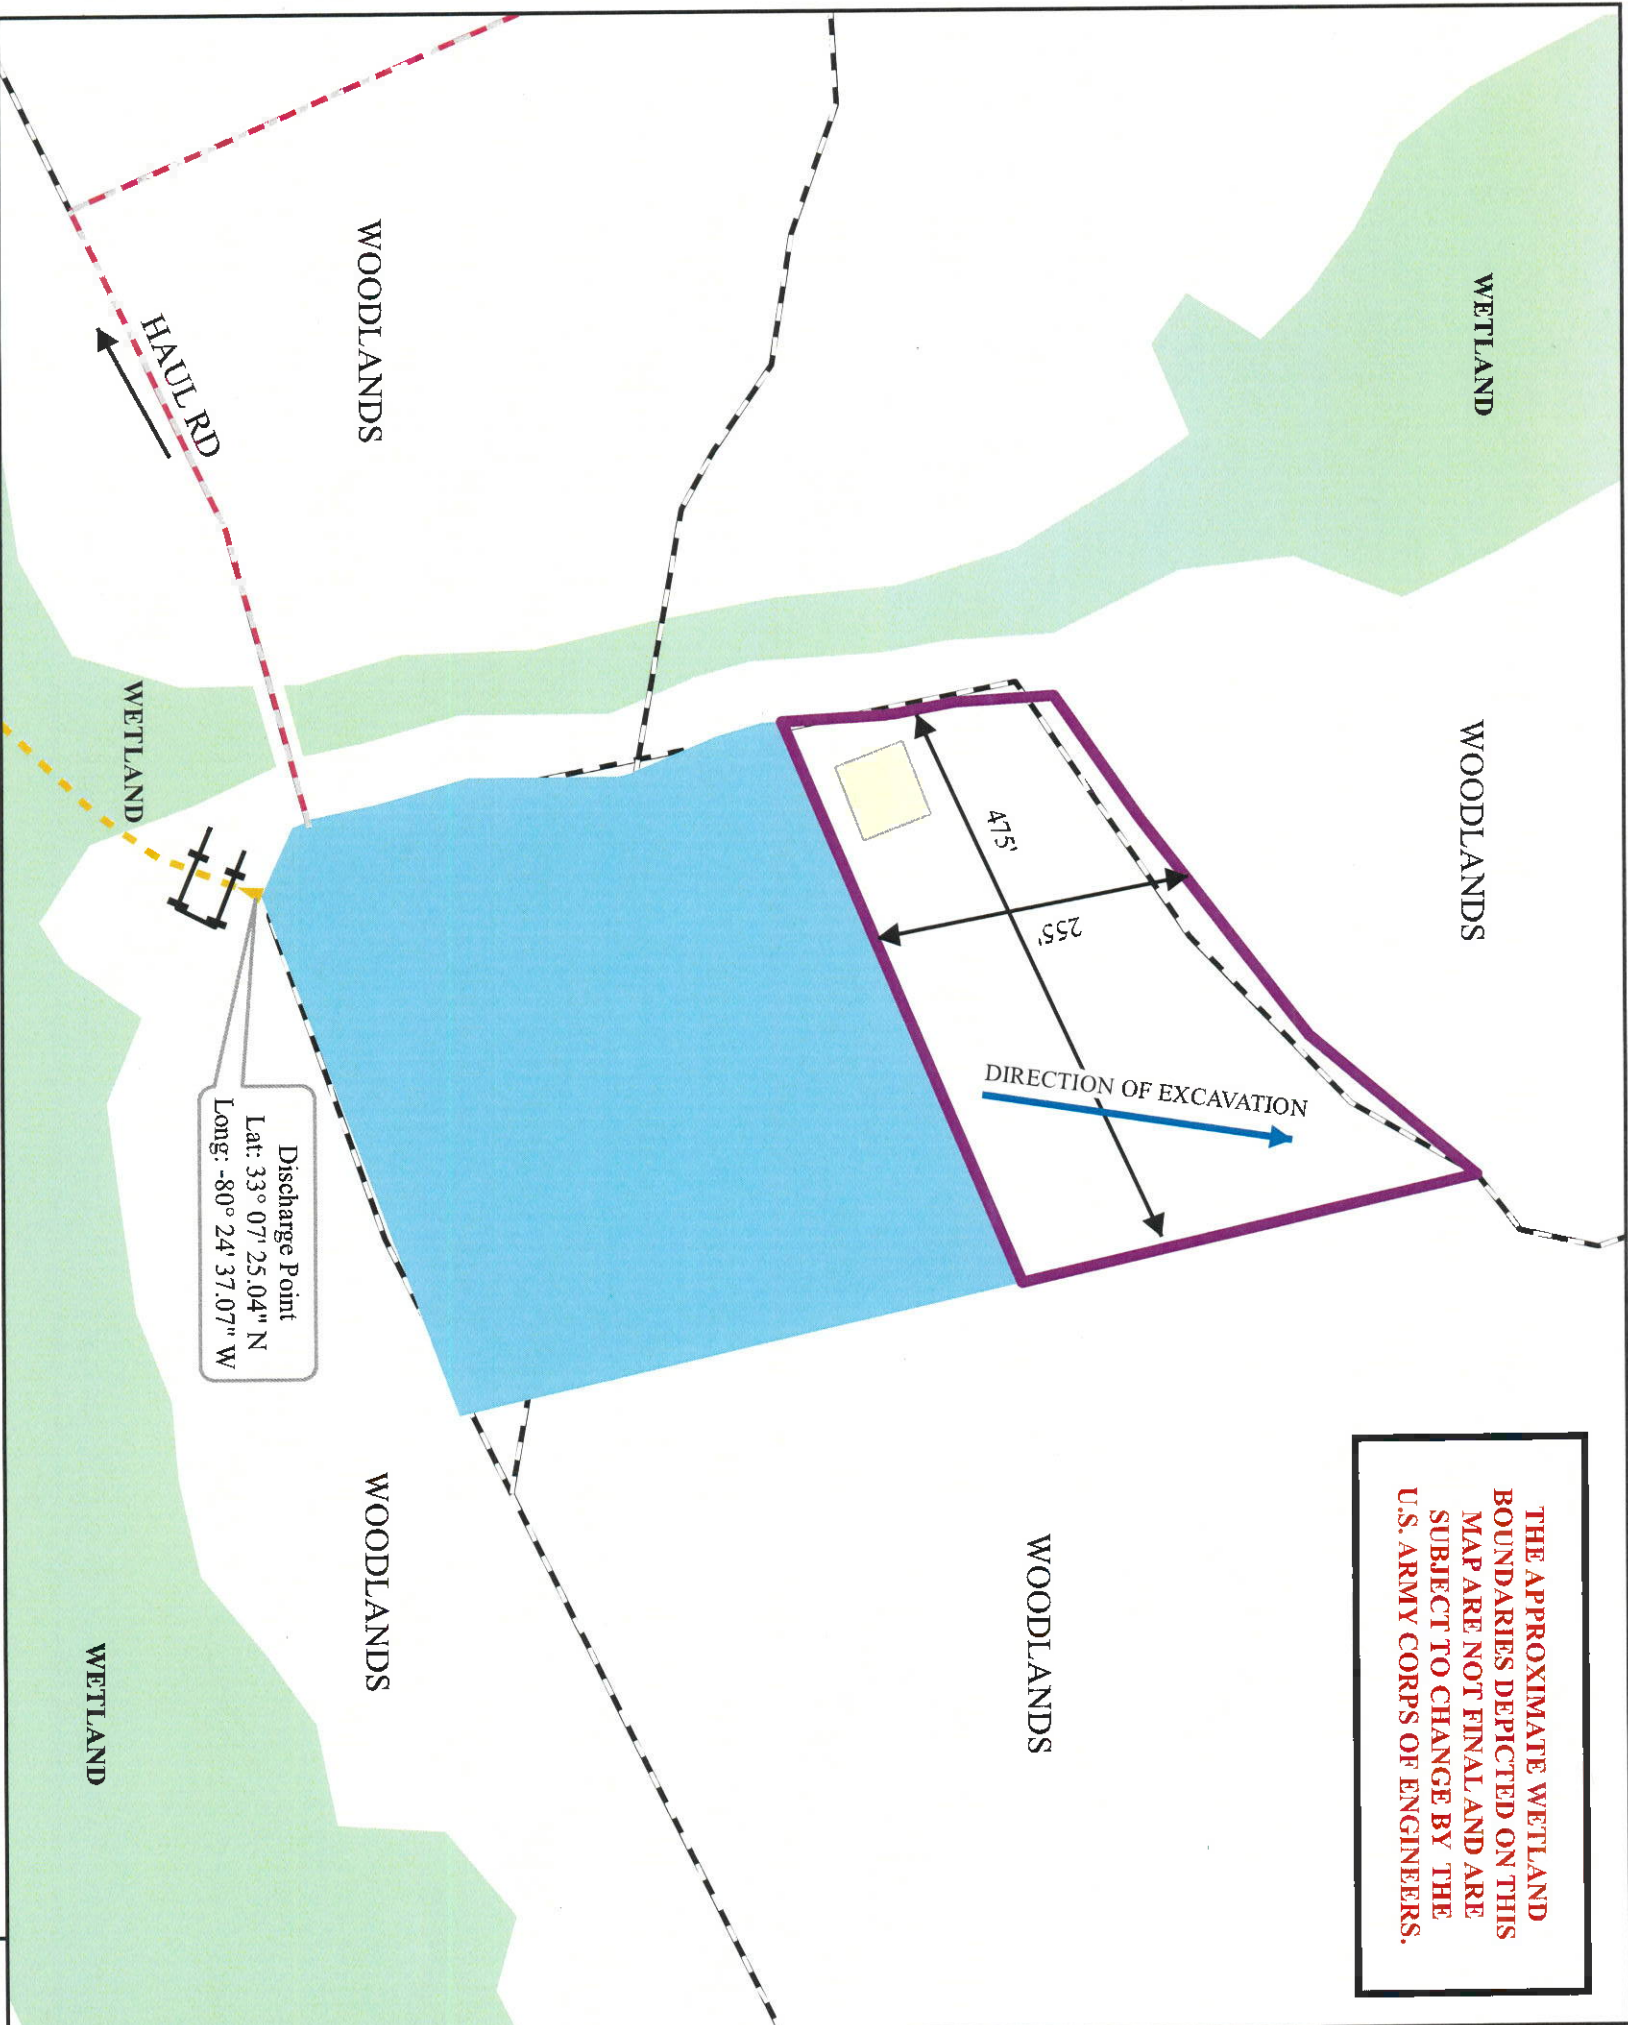 THE APPROXIMATE WETLAND
BOUNDARIES DEPICTED ON THIS
MAP ARE NOT FINAL AND ARE
SUBJECT TO CHANGE BY THE
U.S. ARMY CORPS OF ENGINEERS.
WETLAND
WOODLANDS
WOODLANDS
DIRECTION OF EXCAVATION
475'
255'
WOODLANDS
WOODLANDS
HAUL RD
WETLAND
Discharge Point
Lat: 33° 07' 25.04" N
Long: -80° 24' 37.07" W
WETLAND